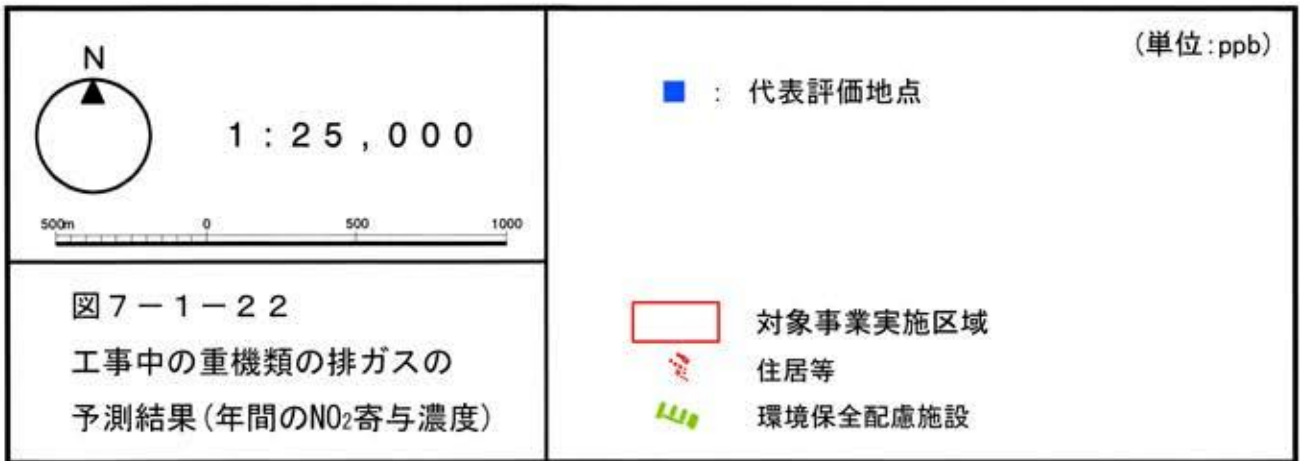 N
1:25,000
500m 0 500 1000
図7-1-22
工事中の重機類の排ガスの
予測結果(年間のNO₂寄与濃度)
(単位:ppb)
: 代表評価地点
対象事業実施区域
住居等
環境保全配慮施設